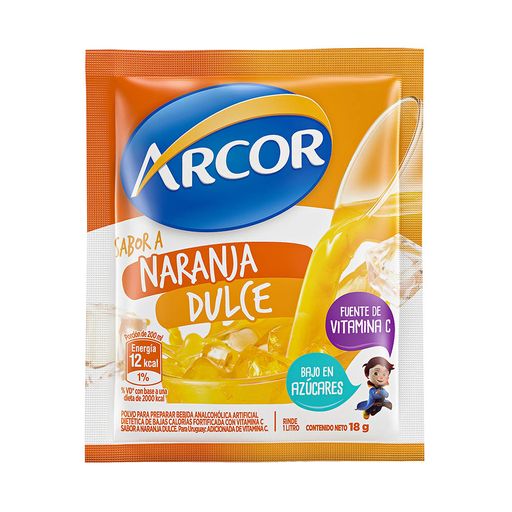 ARCOR
SABOR A
NARANJA
DULCE
FUENTE DE
VITAMINA C
BAJO EN
AZÚCARES
Porción de 200 ml
Energía
12 kcal
1%
% VD* con base a una
dieta de 2000 kcal
POLVO PARA PREPARAR BEBIDA ANALCOHÓLICA ARTIFICIAL
DIETÉTICA DE BAJAS CALORÍAS FORTIFICADA CON VITAMINA C
SABOR A NARANJA DULCE. Para Uruguay: ADICIONADA DE VITAMINA C.
RINDE
1 LITRO
CONTENIDO NETO 18 g